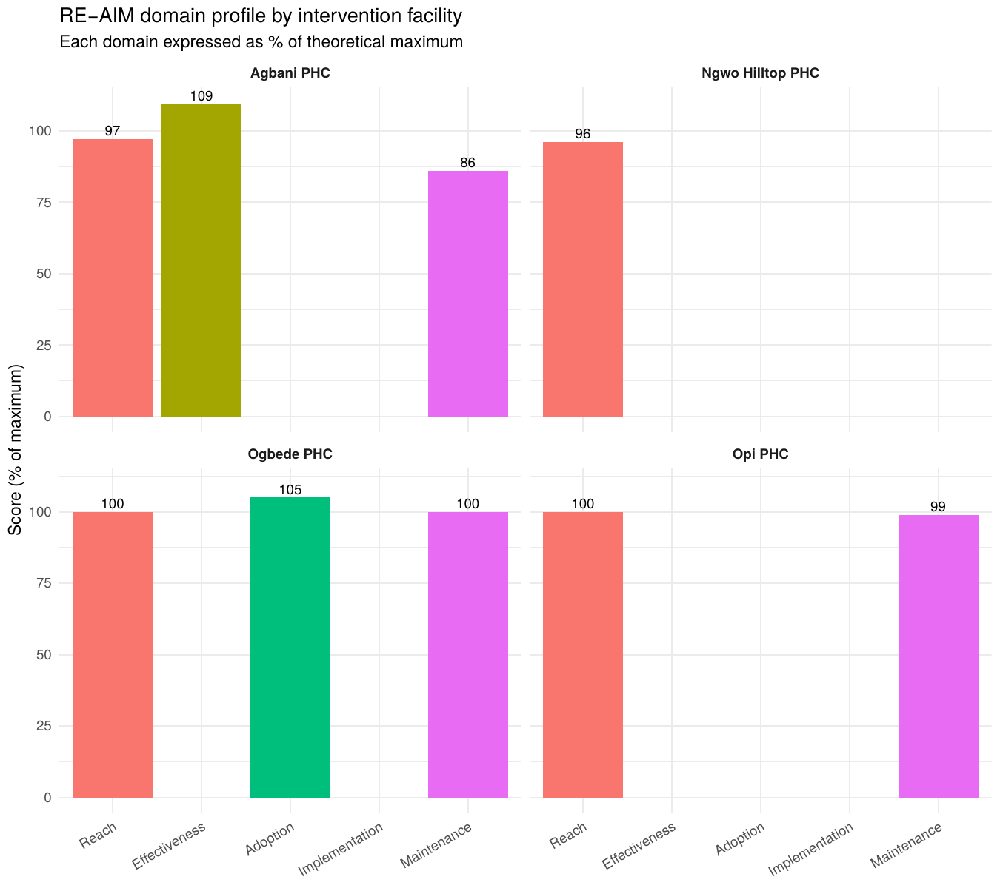 RE−AIM domain profile by intervention facility
Each domain expressed as % of theoretical maximum
Agbani PHC
Ngwo Hilltop PHC
109
97
86
96
100
75
50
25
0
Ogbede PHC
Opi PHC
100
105
100
100
99
100
75
50
25
0
Score (% of maximum)
Reach
Effectiveness
Adoption
Implementation
Maintenance
Reach
Effectiveness
Adoption
Implementation
Maintenance